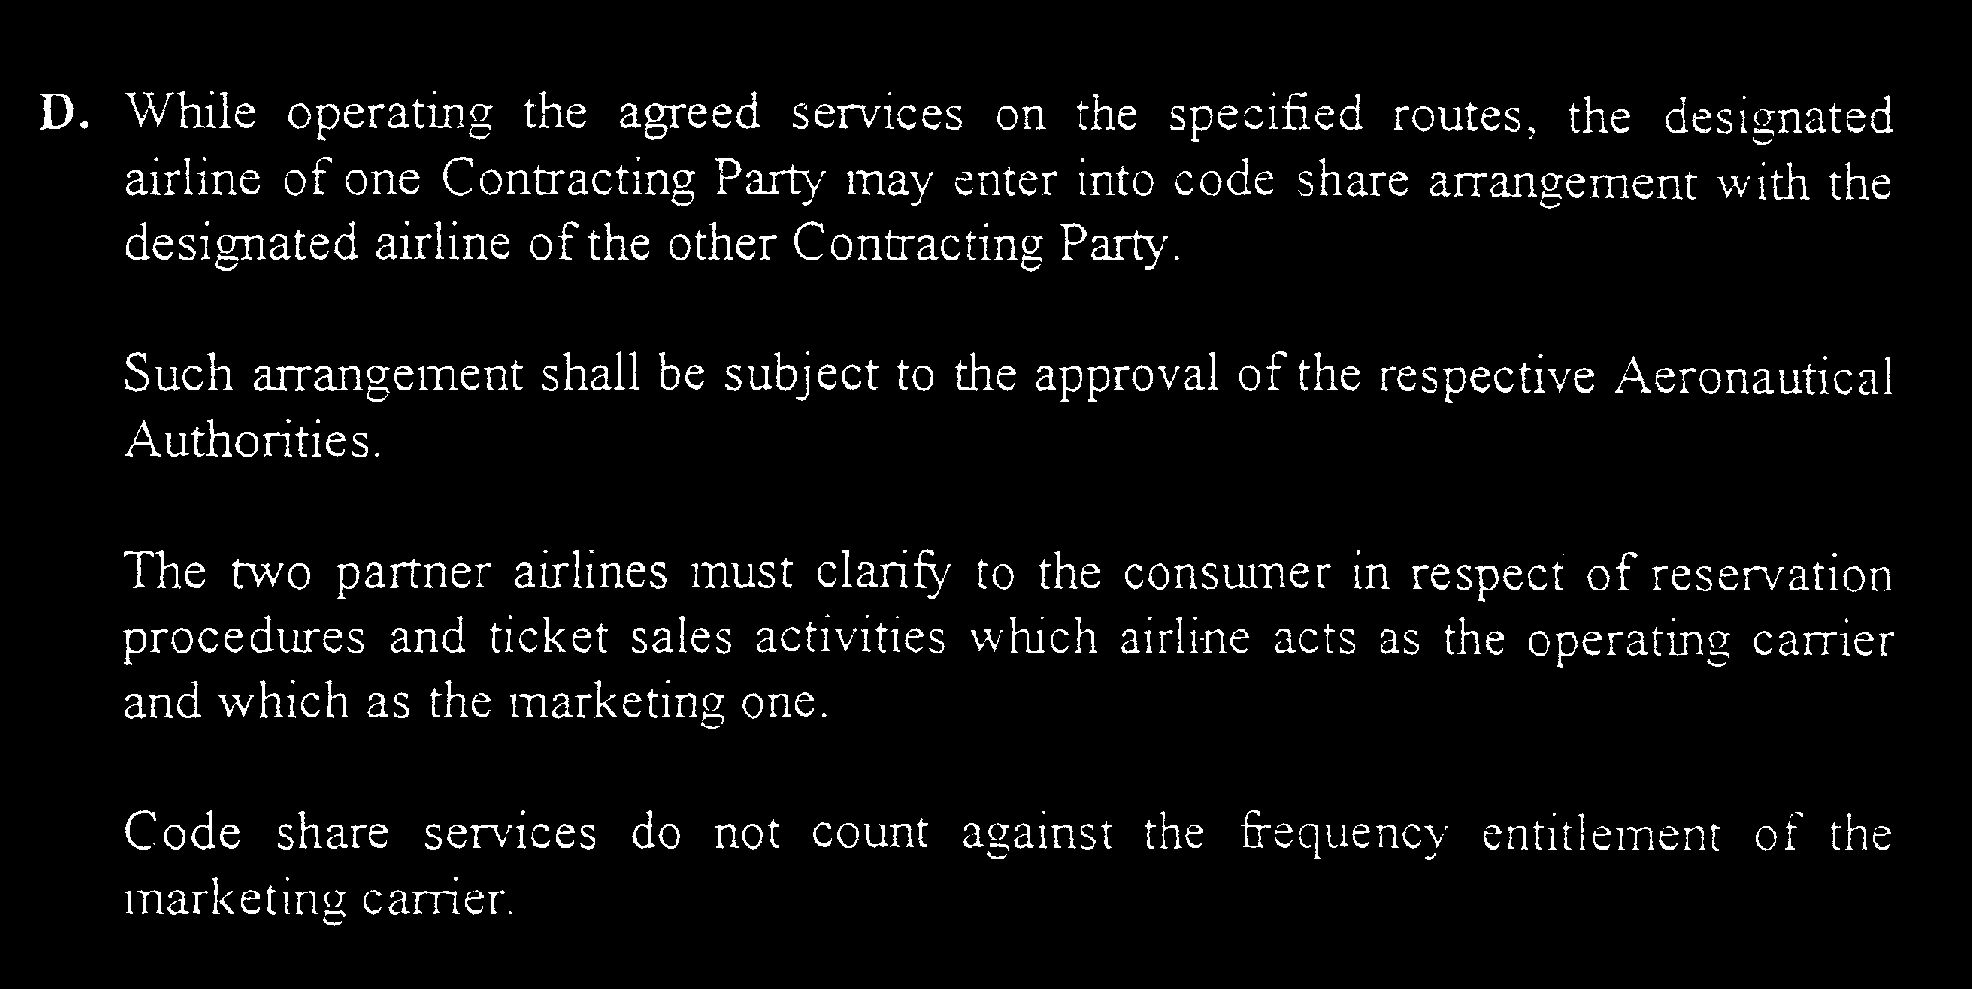 D. While operating the agreed services on the specified routes, the designated
airline of one Contracting Party may enter into code share arrangement with the
designated airline of the other Contracting Party.
Such arrangement shall be subject to the approval of the respective Aeronautical
Authorities.
The two partner airlines must clarify to the consumer in respect of reservation
procedures and ticket sales activities which airline acts as the operating carrier
and which as the marketing one.
Code share services do not count against the frequency entitlement of the
marketing carrier.